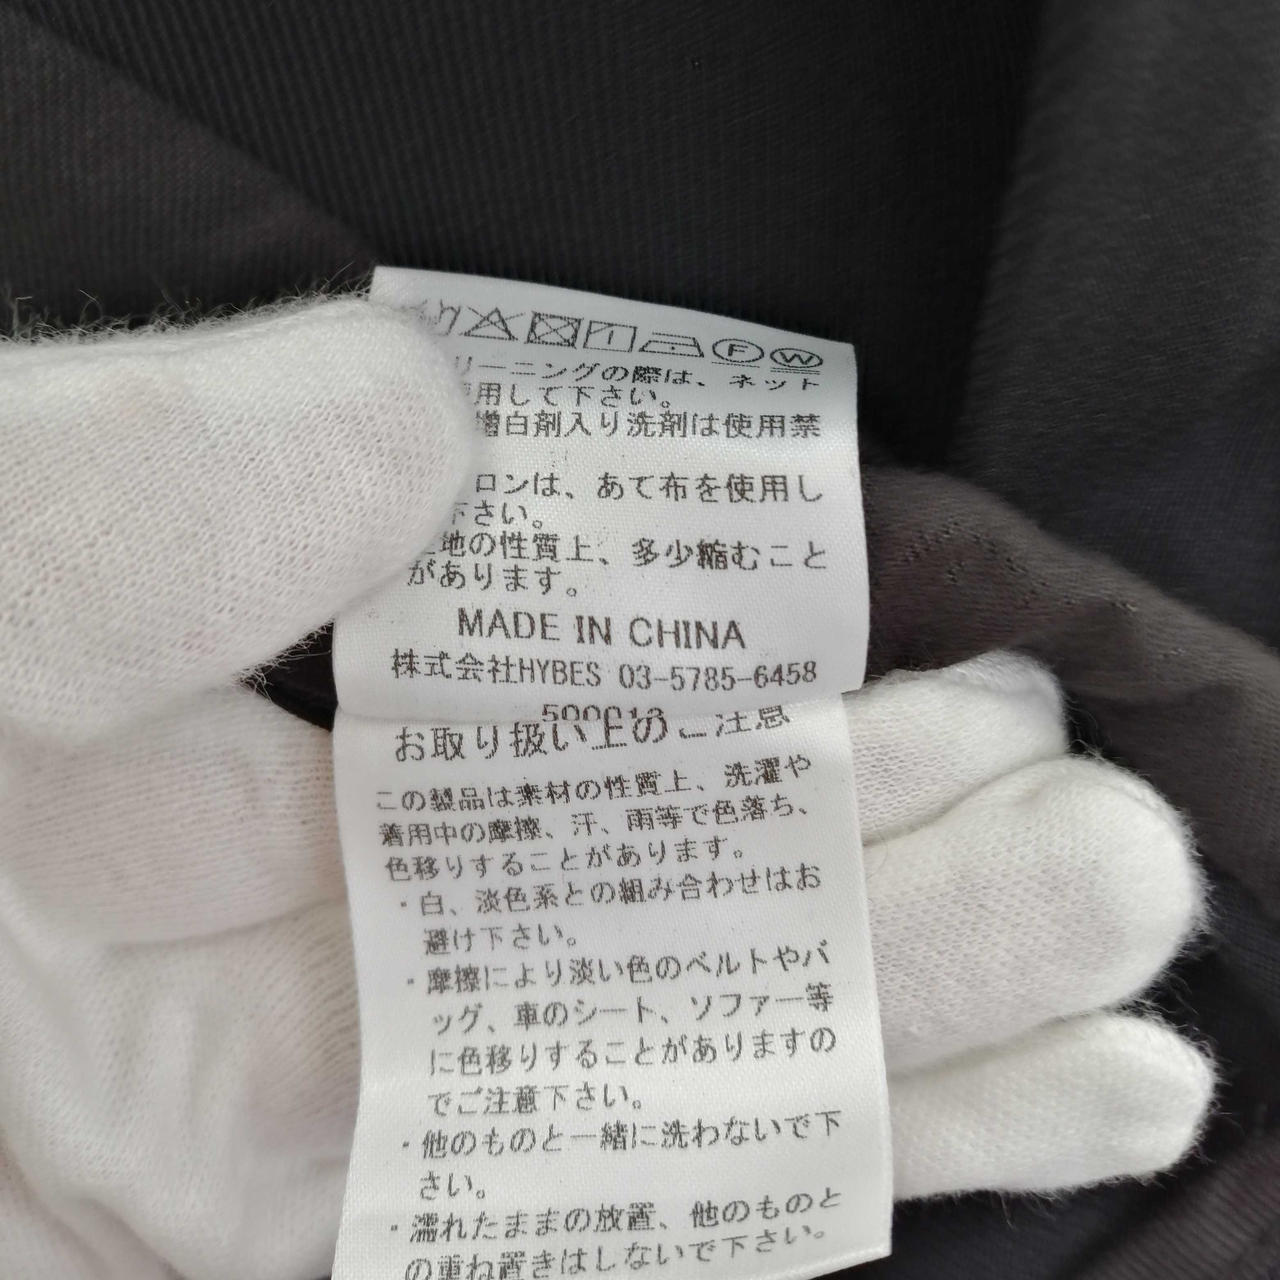 F W
リーニングの際は、ネット
用して下さい。
増白剤入り洗剤は使用禁
ロンは、あて布を使用し
下さい。
地の性質上、多少縮むこと
があります。
MADE IN CHINA
株式会社HYBES 03-5785-6458
お取り扱い上のご注意
この製品は素材の性質上、洗濯や
着用中の摩擦、汗、雨等で色落ち、
色移りすることがあります。
・白、淡色系との組み合わせはお
避け下さい。
・摩擦により淡い色のベルトやバ
ッグ、車のシート、ソファー等
に色移りすることがありますの
でご注意下さい。
・他のものと一緒に洗わないで下
さい。
・濡れたままの放置、他のものと
の重ね置きはしないで下さい。